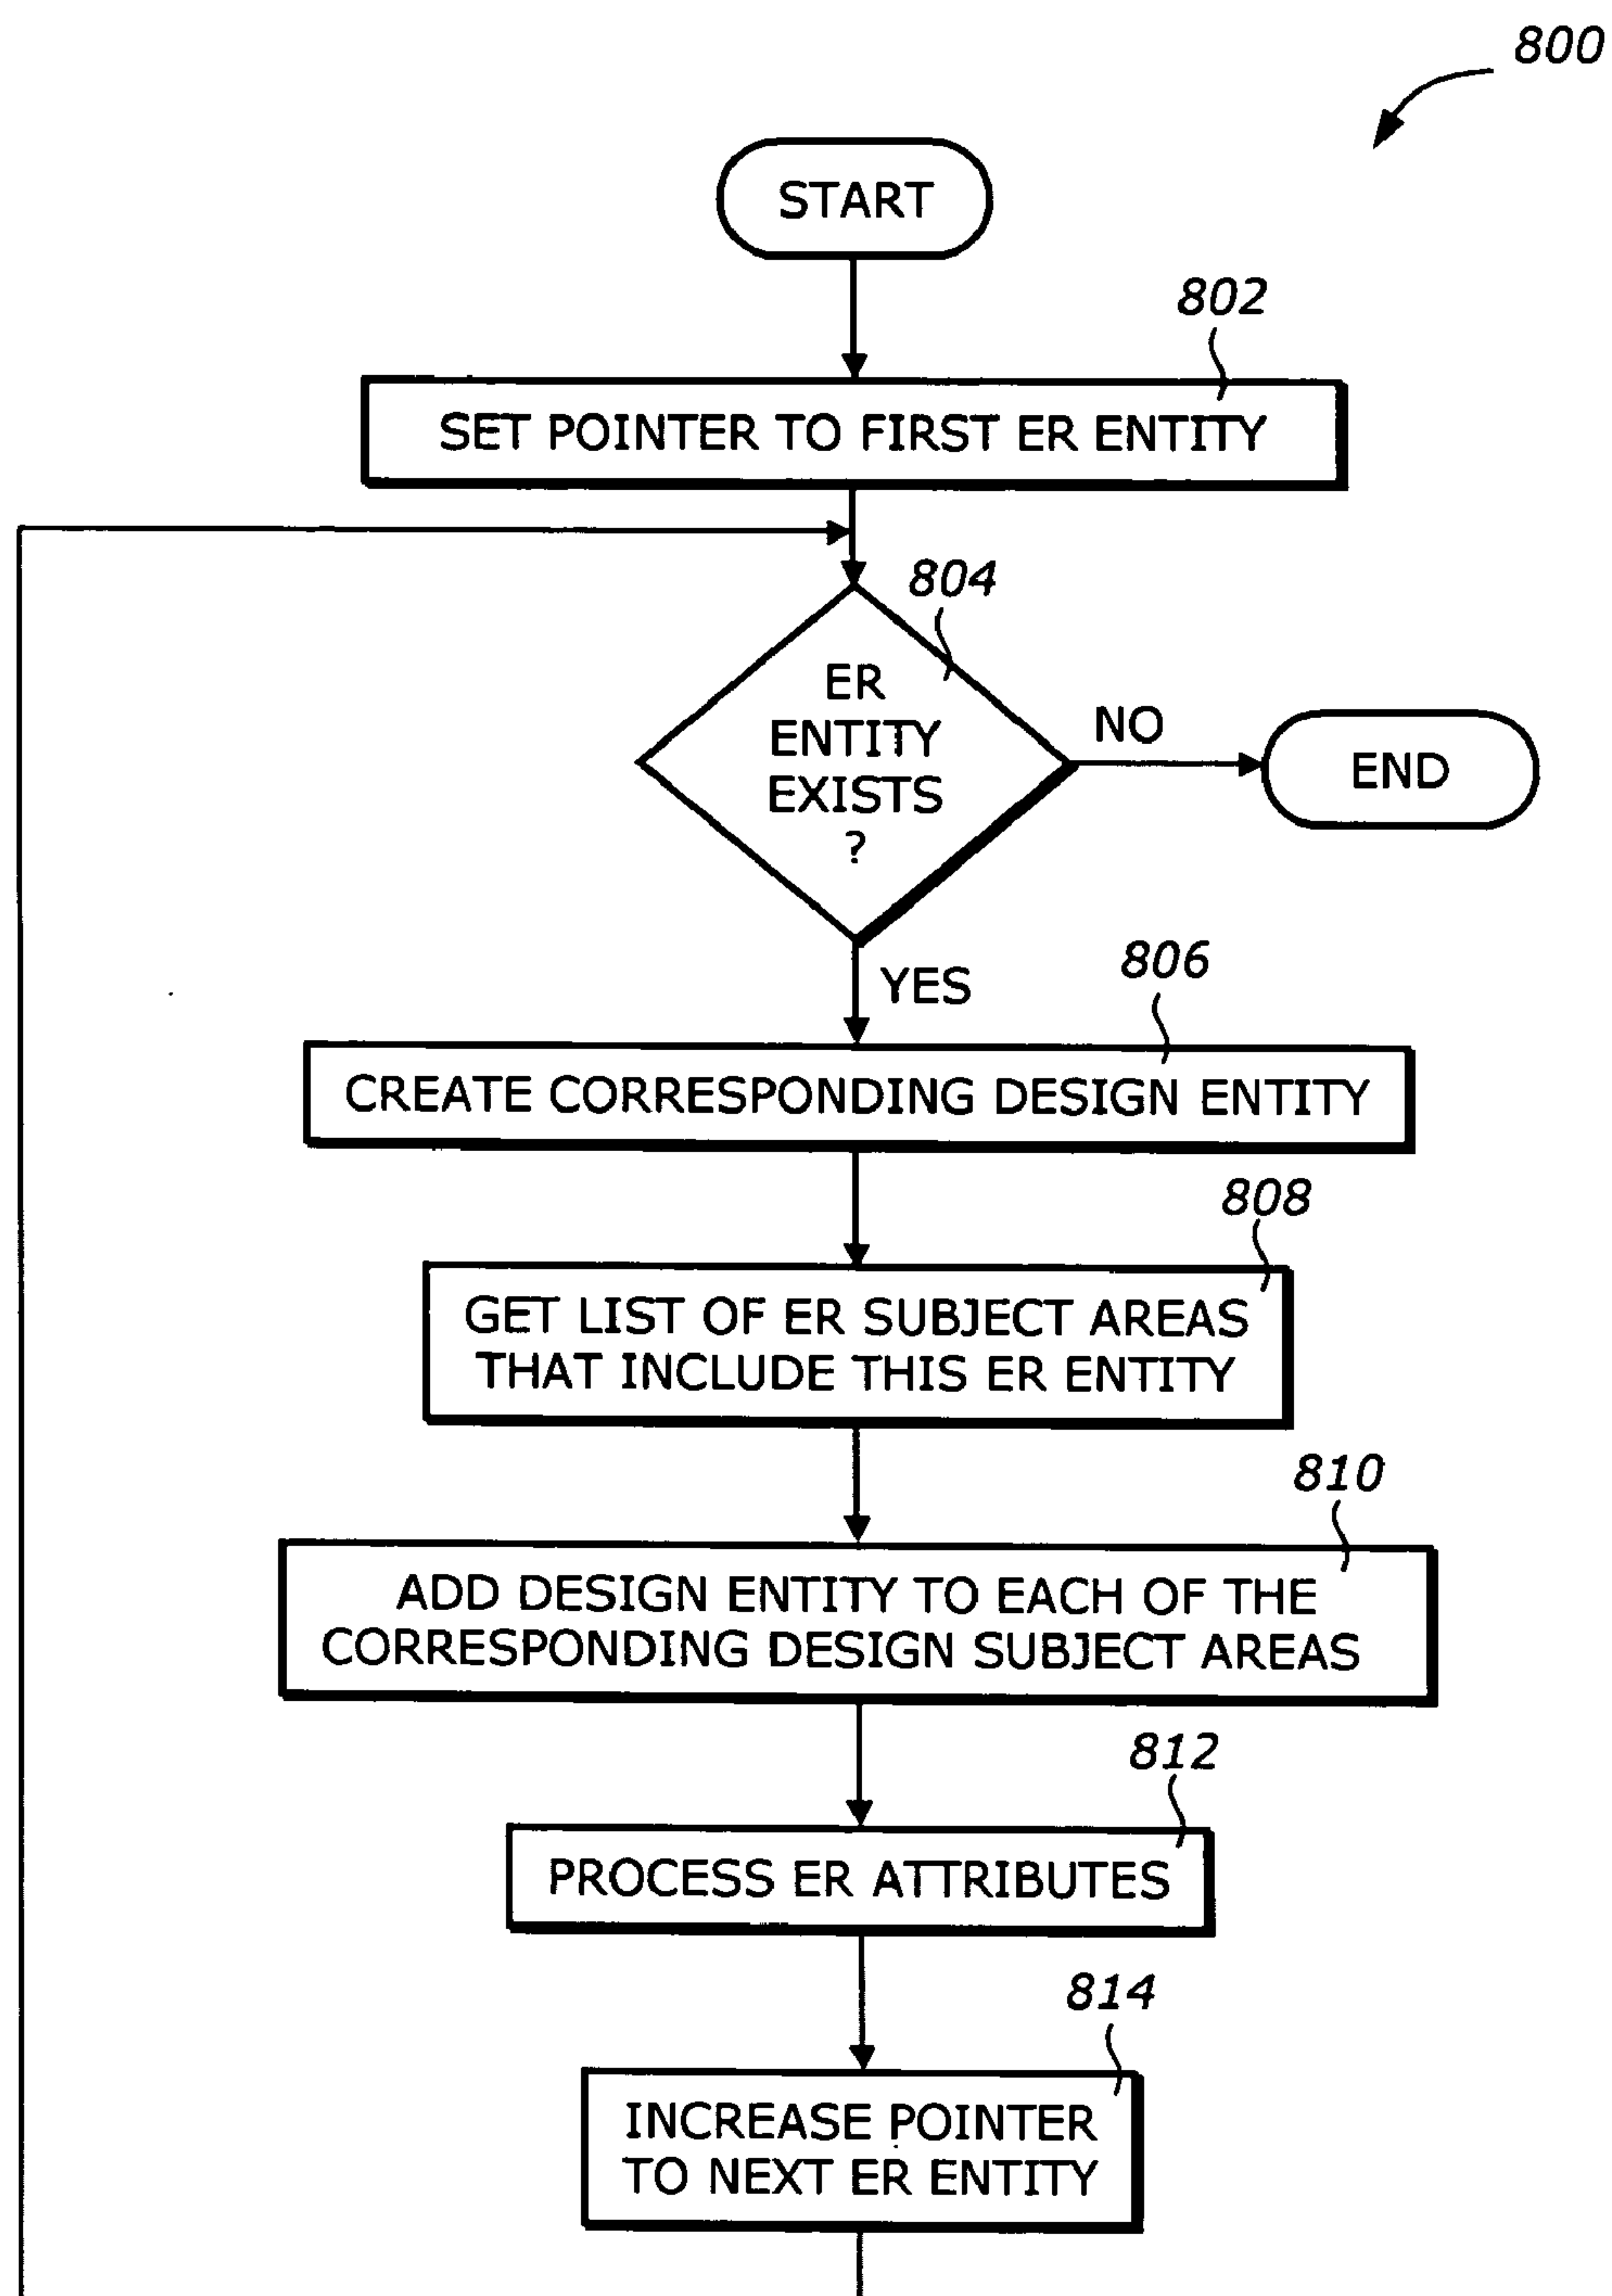 800
START
802
SET POINTER TO FIRST ER ENTITY
804
ER
ENTITY
EXISTS
?
NO
END
YES
806
CREATE CORRESPONDING DESIGN ENTITY
808
GET LIST OF ER SUBJECT AREAS
THAT INCLUDE THIS ER ENTITY
810
ADD DESIGN ENTITY TO EACH OF THE
CORRESPONDING DESIGN SUBJECT AREAS
812
PROCESS ER ATTRIBUTES
814
INCREASE POINTER
TO NEXT ER ENTITY